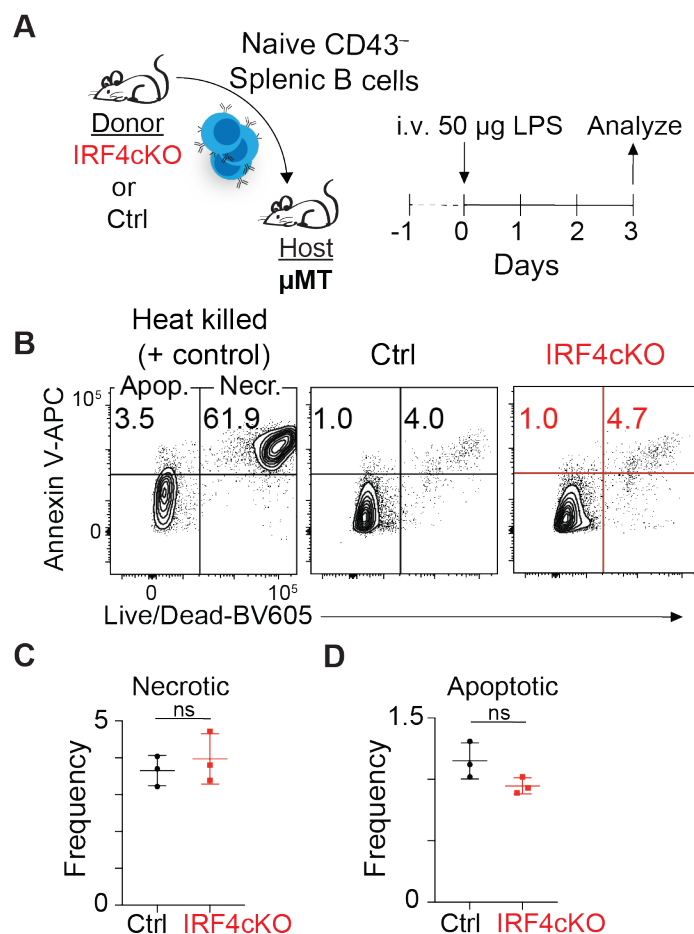 A
Naive CD43⁻
Splenic B cells
Donor
IRF4cKO
or
Ctrl
Host
µMT
i.v. 50 µg LPS
Analyze
-1 0 1 2 3
Days
B
Heat killed
(+ control)
Ctrl
IRF4cKO
Apop. Necr.
3.5 61.9
1.0 4.0
1.0 4.7
Annexin V-APC
10⁵
0
0 10⁵
Live/Dead-BV605
C
Necrotic
ns
Frequency
5
0
Ctrl IRF4cKO
D
Apoptotic
ns
Frequency
1.5
0
Ctrl IRF4cKO